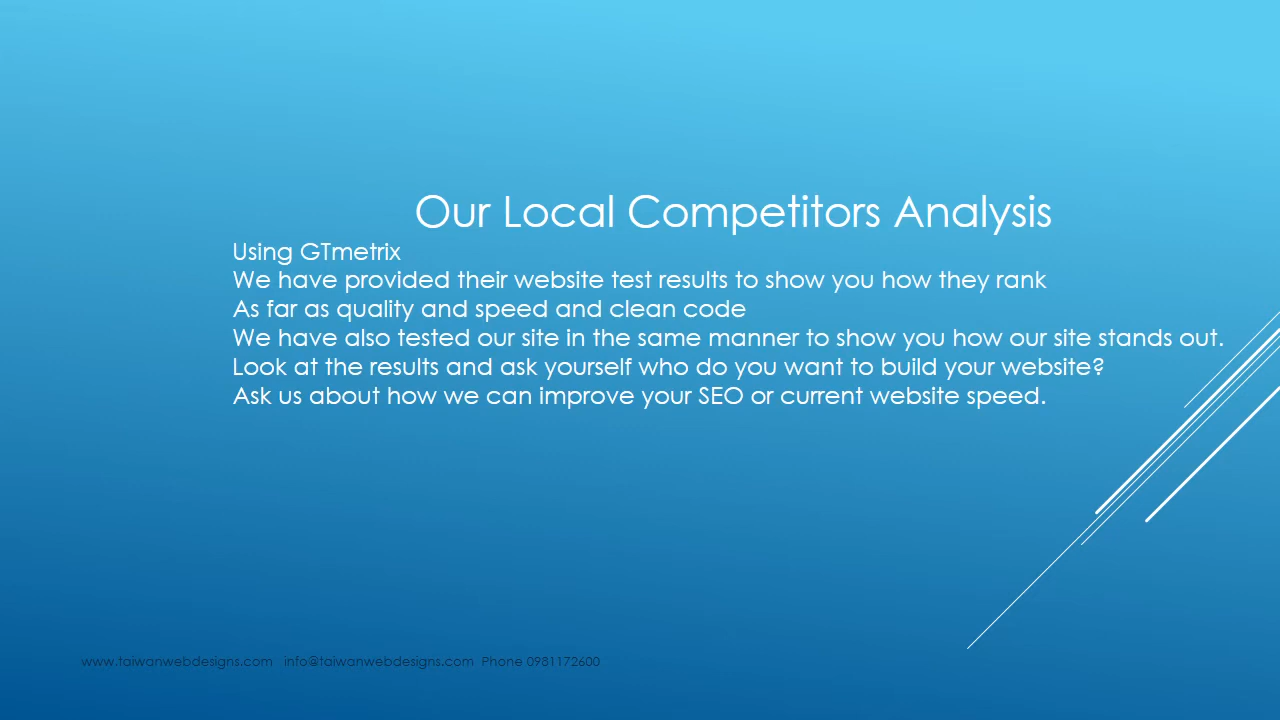 Our Local Competitors Analysis
Using GTmetrix
We have provided their website test results to show you how they rank
As far as quality and speed and clean code
We have also tested our site in the same manner to show you how our site stands out.
Look at the results and ask yourself who do you want to build your website?
Ask us about how we can improve your SEO or current website speed.
www.taiwanwebdesigns.com info@taiwanwebdesigns.com Phone 0981172600